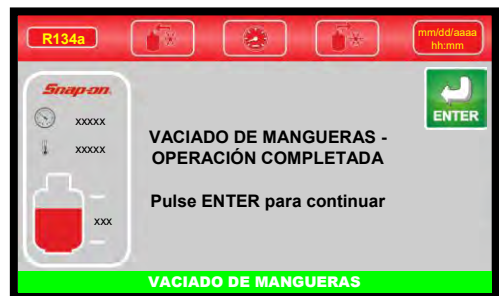 R134a
mm/dd/aaaa
hh:mm
Snap-on
ENTER
xxxxx
xxxxx
xxx
VACIADO DE MANGUERAS -
OPERACIÓN COMPLETADA
Pulse ENTER para continuar
VACIADO DE MANGUERAS